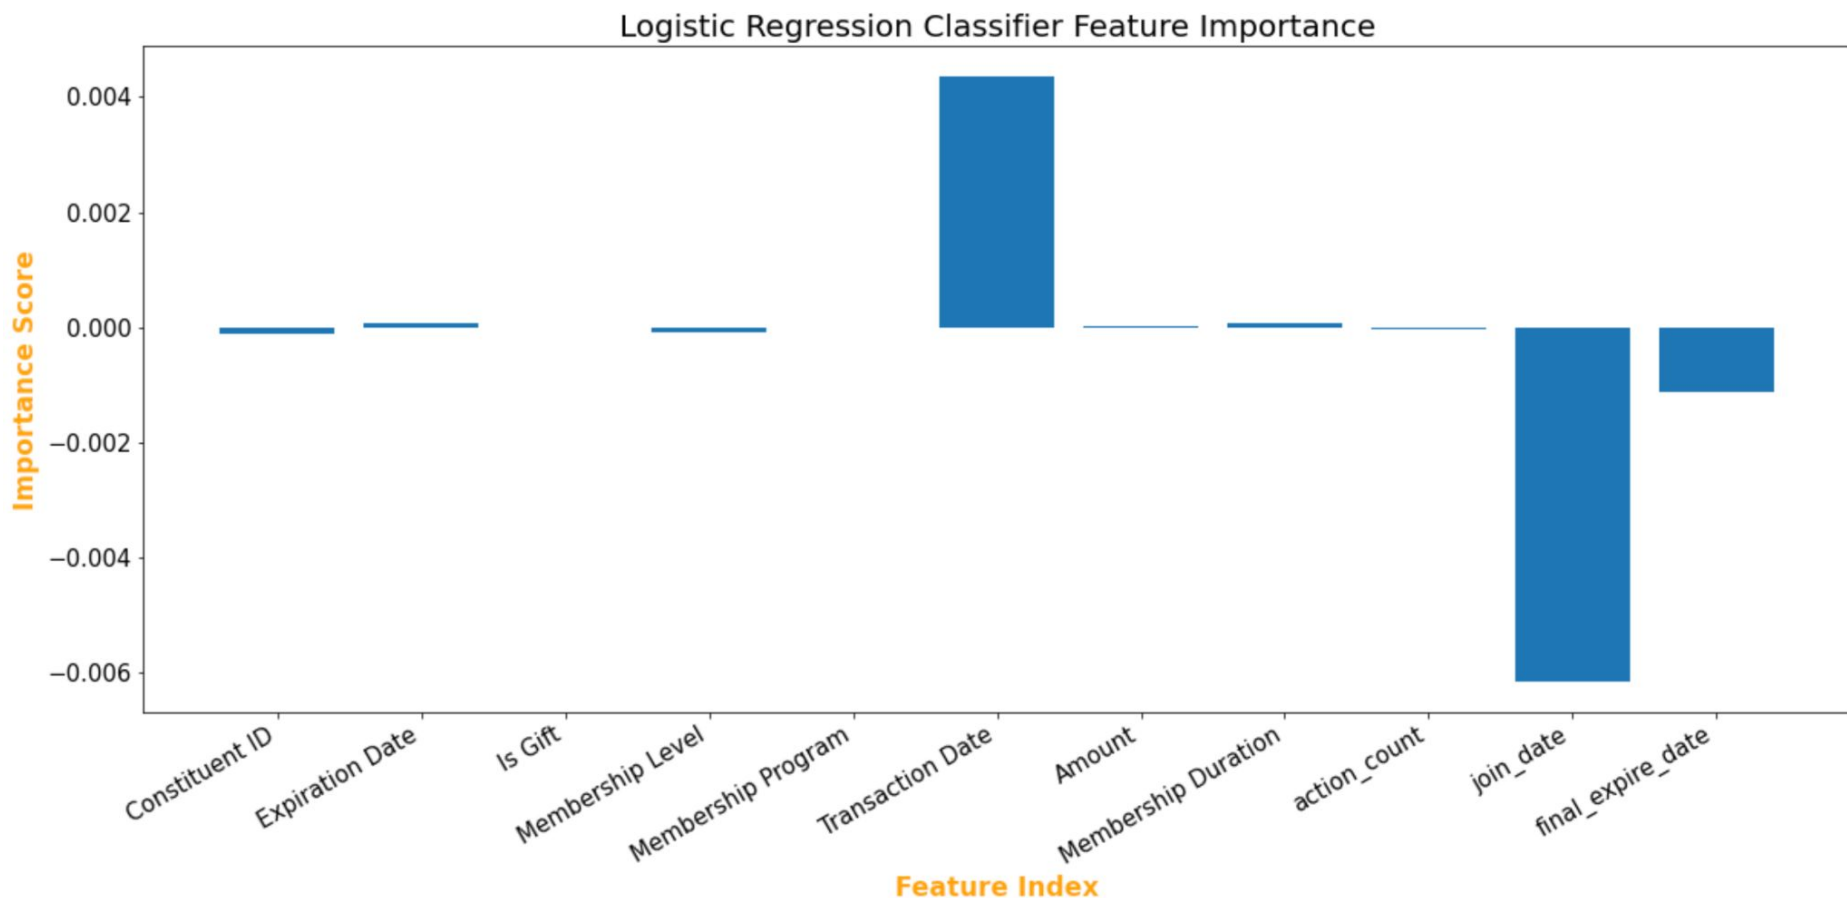 Logistic Regression Classifier Feature Importance
0.004
0.002
0.000
−0.002
−0.004
−0.006
Importance Score
Constituent ID
Expiration Date
Is Gift
Membership Level
Membership Program
Transaction Date
Amount
Membership Duration
action_count
join_date
final_expire_date
Feature Index